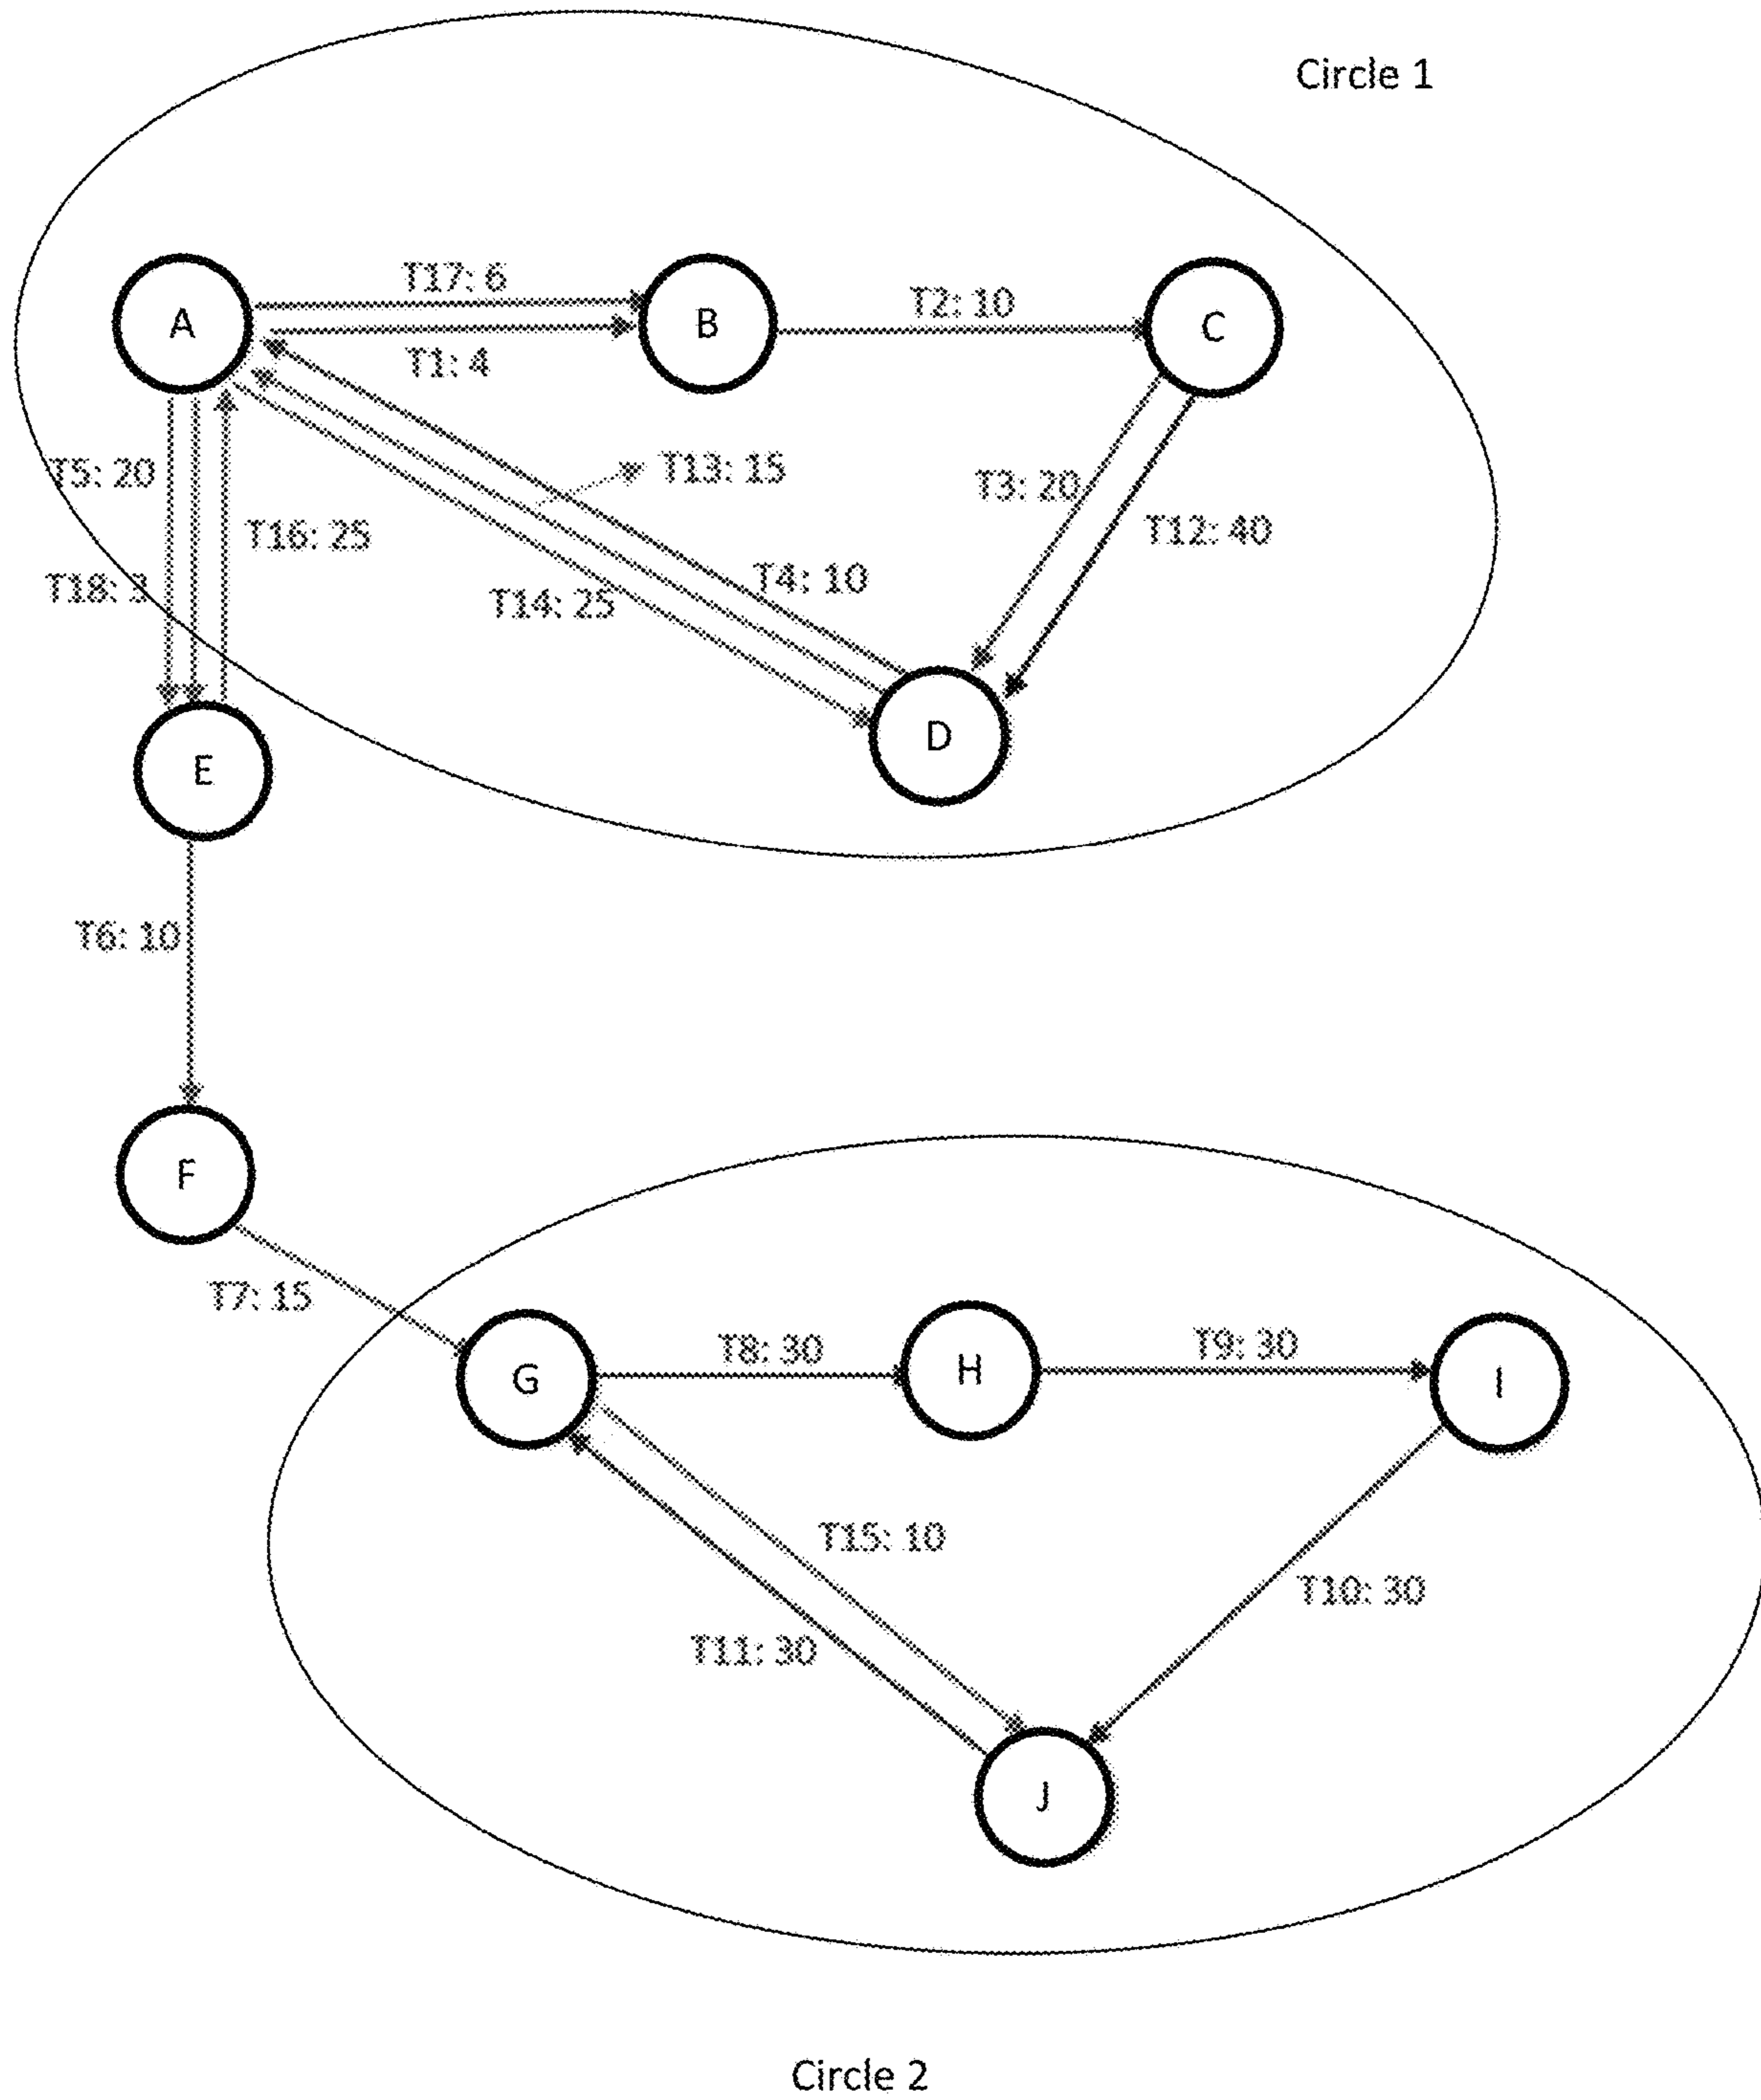 Circle 1
T17: 6
A
B
T2: 10
C
T1: 4
T5: 20
T13: 15
T3: 20
T16: 25
T12: 40
T18: 3
T14: 25
T4: 10
D
E
T6: 10
F
T7: 15
G
T8: 30
H
T9: 30
I
T15: 10
T10: 30
T11: 30
J
Circle 2